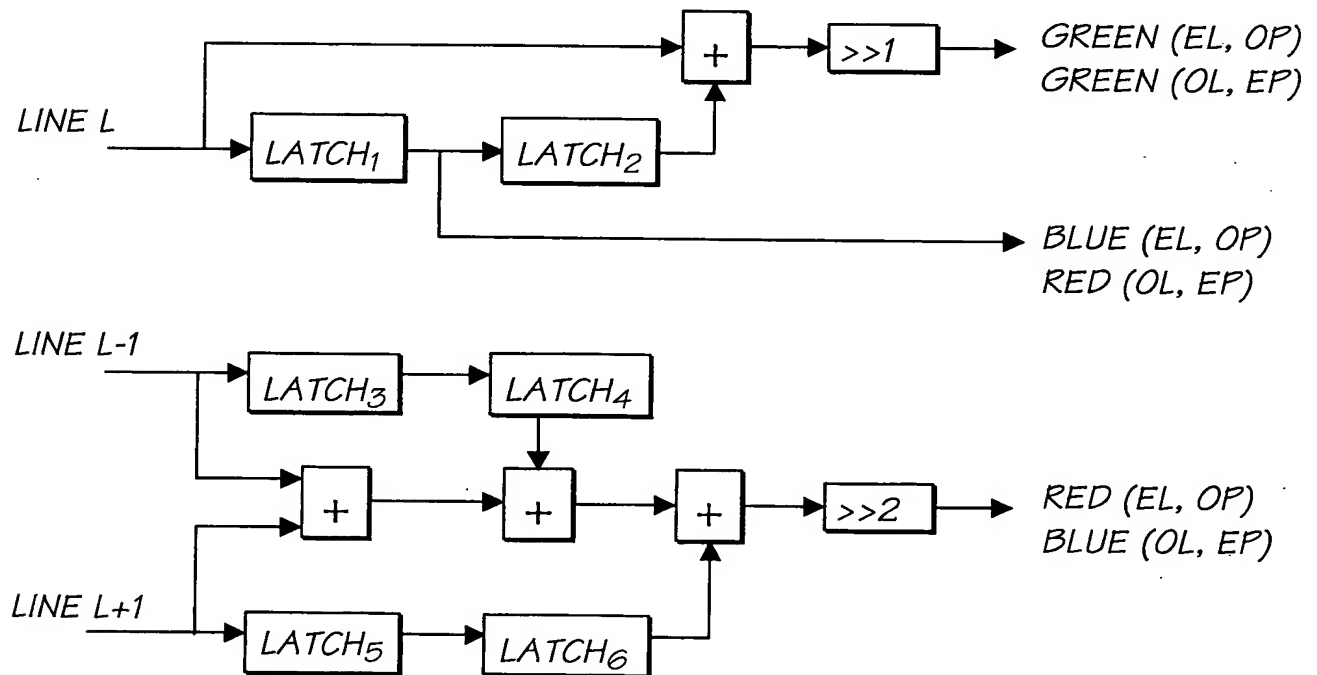 GREEN (EL, OP)
+
>>1
GREEN (OL, EP)
LINE L
LATCH1
LATCH2
BLUE (EL, OP)
RED (OL, EP)
LINE L-1
LATCH3
LATCH4
+
+
+
>>2
RED (EL, OP)
BLUE (OL, EP)
LINE L+1
LATCH5
LATCH6